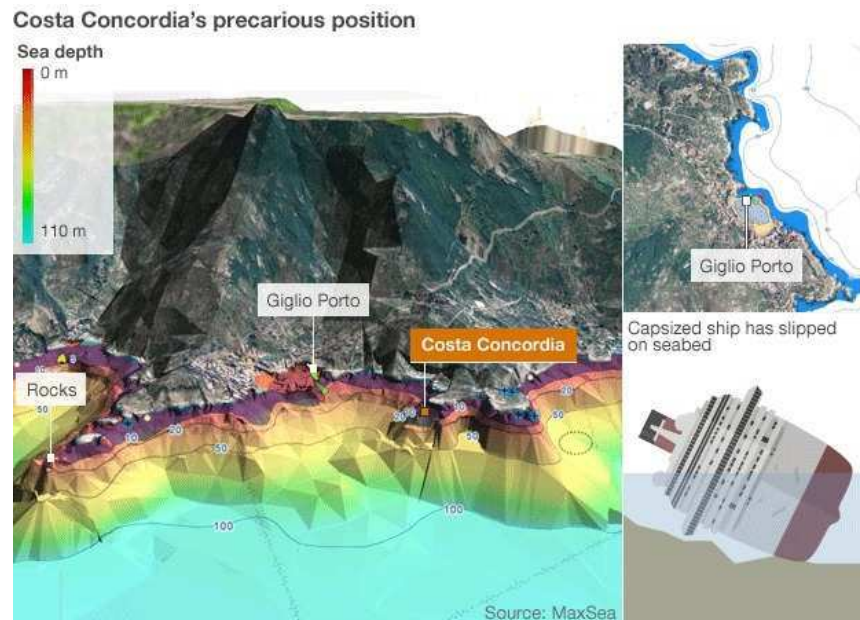 Costa Concordia's precarious position
Sea depth
0 m
110 m
Giglio Porto
Costa Concordia
Rocks
10
20
50
100
50
20
10
50
20
50
100
Source: MaxSea
Giglio Porto
Capsized ship has slipped
on seabed